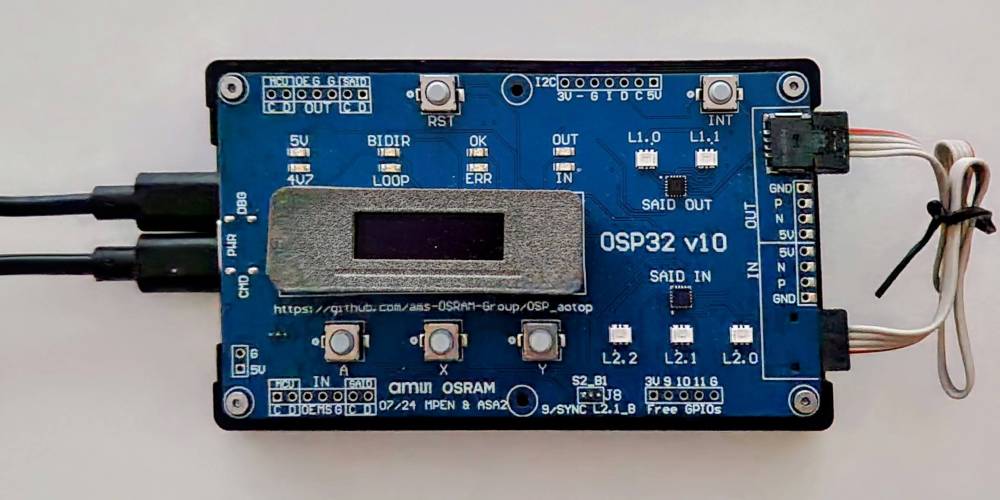 MCU OE G G SAID
C D OUT C D
RST
I2C
3V - G I D C 5V
INT
5V BIDIR OK OUT
4V7 LOOP ERR IN
L1.0 L1.1
SAID OUT
OSP32 v10
SAID IN
L2.2 L2.1 L2.0
GND
P
N
5V
OUT
5V
N
P
GND
IN
DBG
PWR
CMD
https://github.com/ams-OSRAM-Group/OSP_aotop
A X Y
G
5V
MCU IN SAID
C D OE MS G C D
amu OSRAM
07/24 MPEN & ASA2
S2_B1
J8
9/SYNC L2.1_B
3V 9 10 11 G
Free GPIOs